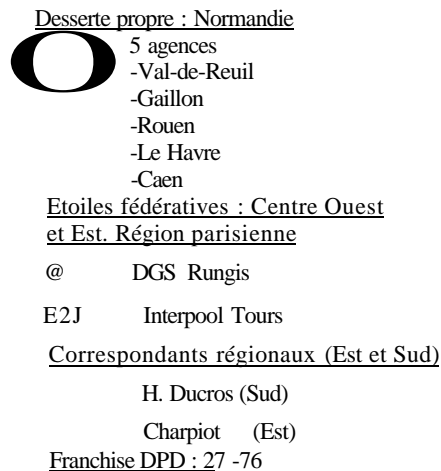 Desserte propre : Normandie
O 5 agences
-Val-de-Reuil
-Gaillon
-Rouen
-Le Havre
-Caen
Etoiles fédératives : Centre Ouest
et Est. Région parisienne
@ DGS Rungis
E2J Interpool Tours
Correspondants régionaux (Est et Sud)
H. Ducros (Sud)
Charpiot (Est)
Franchise DPD : 27 -76